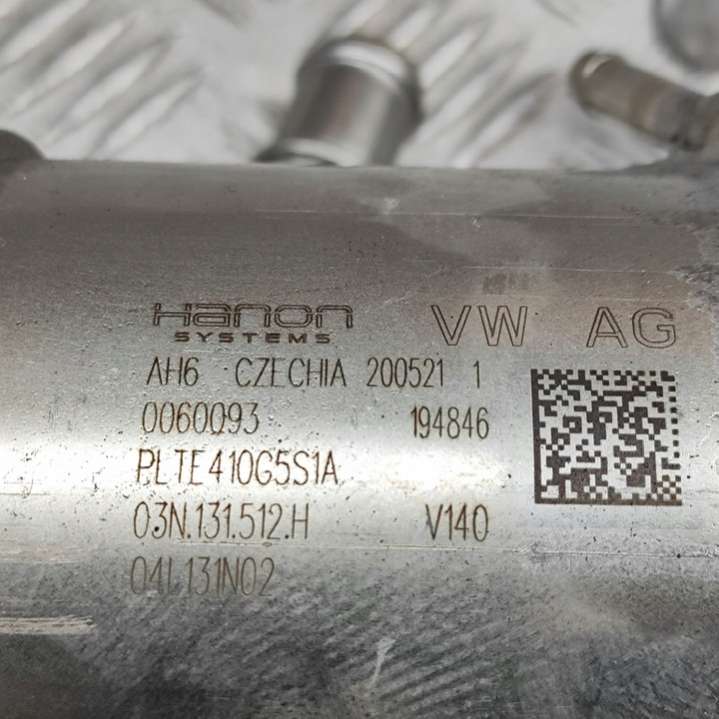 Hanon VW AG
SYSTEMS
AH6 CZECHIA 200521 1
0060093 194846
PLTE410G5S1A
03N.131.512.H V140
04L131N02